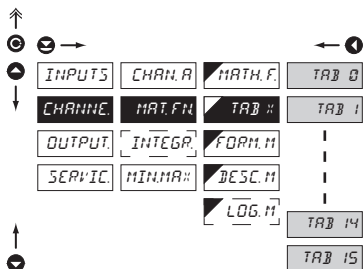 INPUTS CHAN. A MATH. F. TAB 0
CHANNE. MAT. FN. TAB x TAB 1
OUTPUT. INTEGR. FORM. M
SERVIC. MIN.MAX DESC. M
LOG. M TAB 14
TAB 15